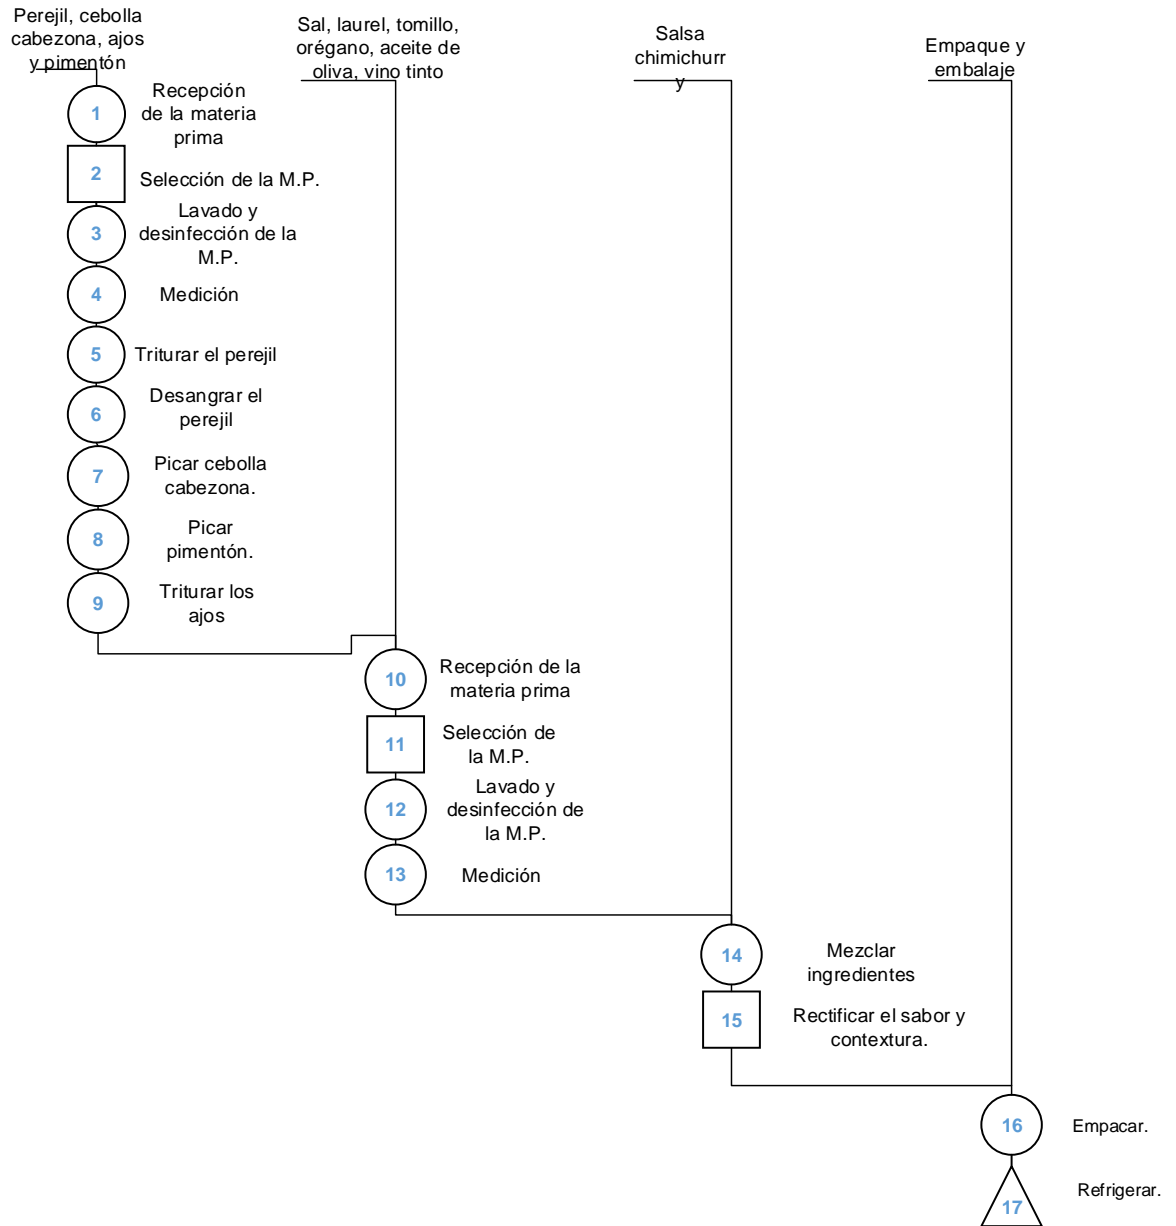 Perejil, cebolla
cabezona, ajos
y pimentón
Sal, laurel, tomillo,
orégano, aceite de
oliva, vino tinto
Salsa
chimichurr
y
Empaque y
embalaje
1
Recepción
de la materia
prima
2
Selección de la M.P.
3
Lavado y
desinfección de la
M.P.
4
Medición
5
Triturar el perejil
6
Desangrar el
perejil
7
Picar cebolla
cabezona.
8
Picar
pimentón.
9
Triturar los
ajos
10
Recepción de la
materia prima
11
Selección de
la M.P.
12
Lavado y
desinfección de
la M.P.
13
Medición
14
Mezclar
ingredientes
15
Rectificar el sabor y
contextura.
16
Empacar.
17
Refrigerar.